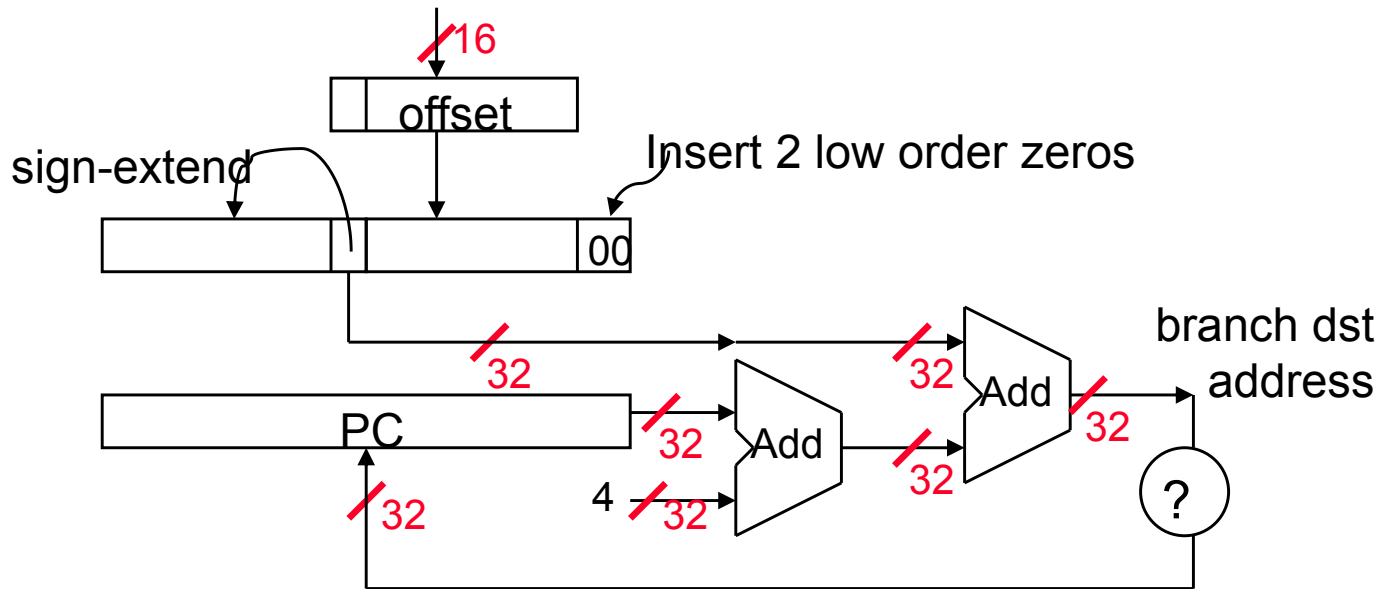 16
offset
sign-extend
Insert 2 low order zeros
00
32
32
branch dst
address
Add
32
PC
32
Add
32
4
32
32
?